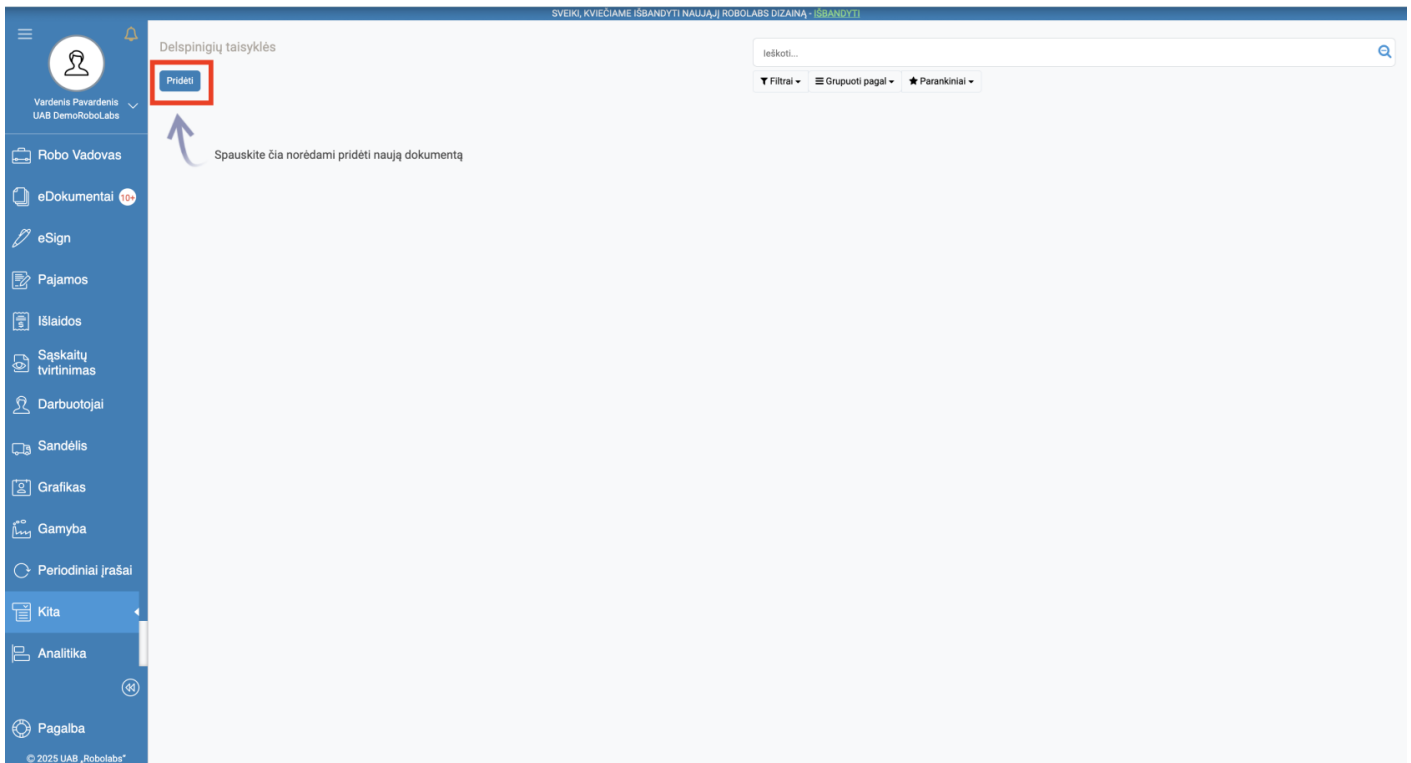 SVEIKI, KVIEČIAME IŠBANDYTI NAUJĄJĮ ROBOLABS DIZAINĄ - IŠBANDYTI
Vardenis Pavardenis
UAB DemoRoboLabs
Robo Vadovas
eDokumentai 10+
eSign
Pajamos
Išlaidos
Sąskaitų
tvirtinimas
Darbuotojai
Sandėlis
Grafikas
Gamyba
Periodiniai įrašai
Kita
Analitika
Pagalba
© 2025 UAB „Robolabs"
Delspinigių taisyklės
Ieškoti...
Pridėti
Filtrai
Grupuoti pagal
Parankiniai
Spauskite čia norėdami pridėti naują dokumentą